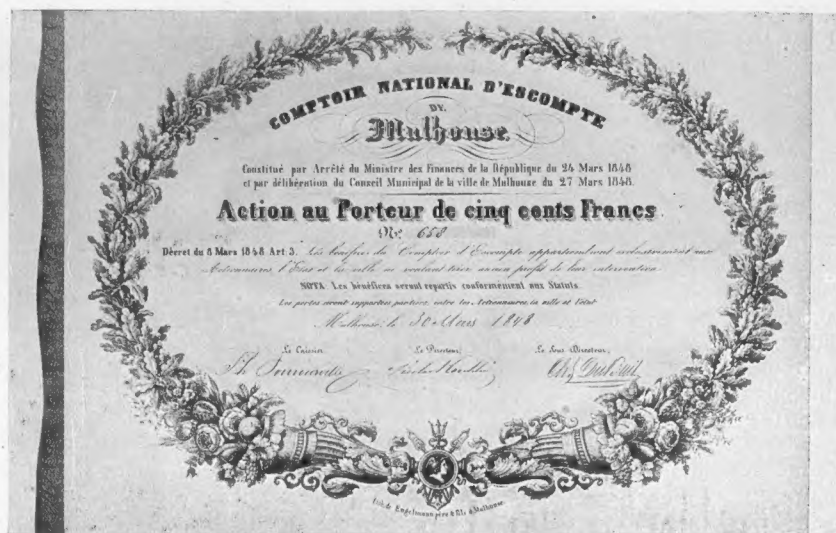 COMPTOIR NATIONAL D'ESCOMPTE
DE
Mulhouse.
Constitué par Arrêté du Ministre des Finances de la République du 24 Mars 1848
et par délibération du Conseil Municipal de la ville de Mulhouse du 27 Mars 1848.
Action au Porteur de cinq cents Francs
No. 658
Décret du 8 Mars 1848 Art 3. Les bénéfices du Comptoir d'Escompte appartiendront exclusivement aux
Actionnaires l'Etat et la ville ne voulant tirer aucun profit de leur intervention.
NOTA. Les bénéfices seront repartis conformément aux Statuts.
Les pertes seront supportées par tiers, entre les Actionnaires, la ville et l'état
Mulhouse, le 30 Mars 1848
Le Caissier Le Directeur, Le Sous Directeur,
Lith. de Engelmann père & fils à Mulhouse.